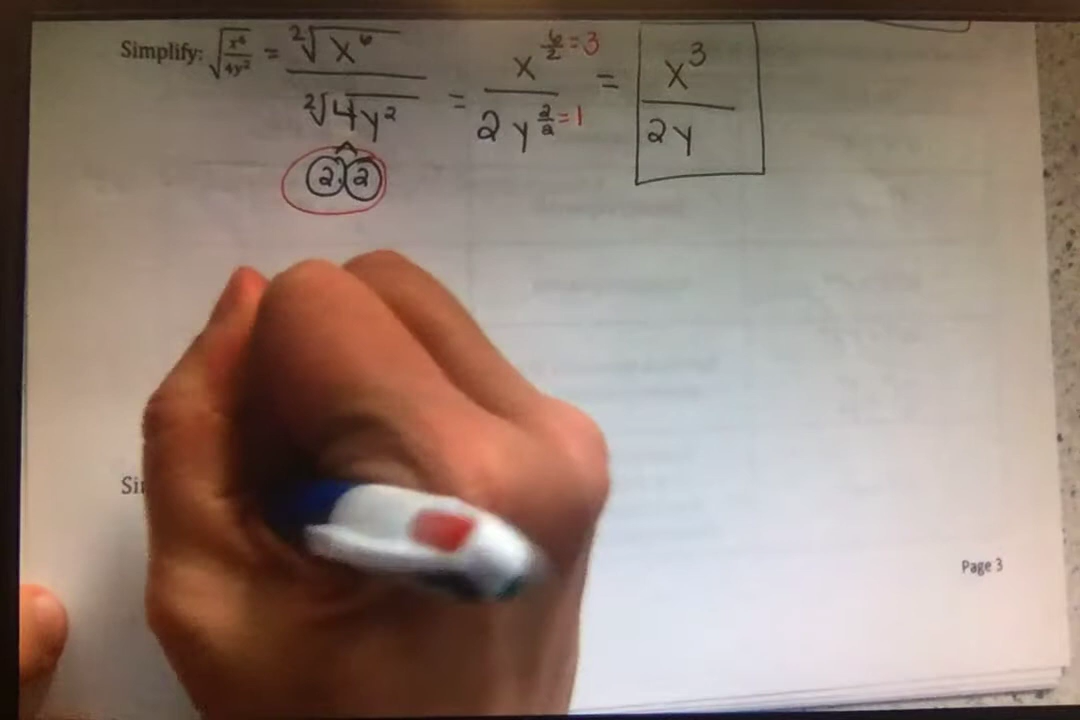 Simplify: √(x⁶/4y²) = ²√x⁶ / ²√4y² = x^(6/2 = 3) / 2y^(2/2 = 1) = x³ / 2y
2, 2
Page 3